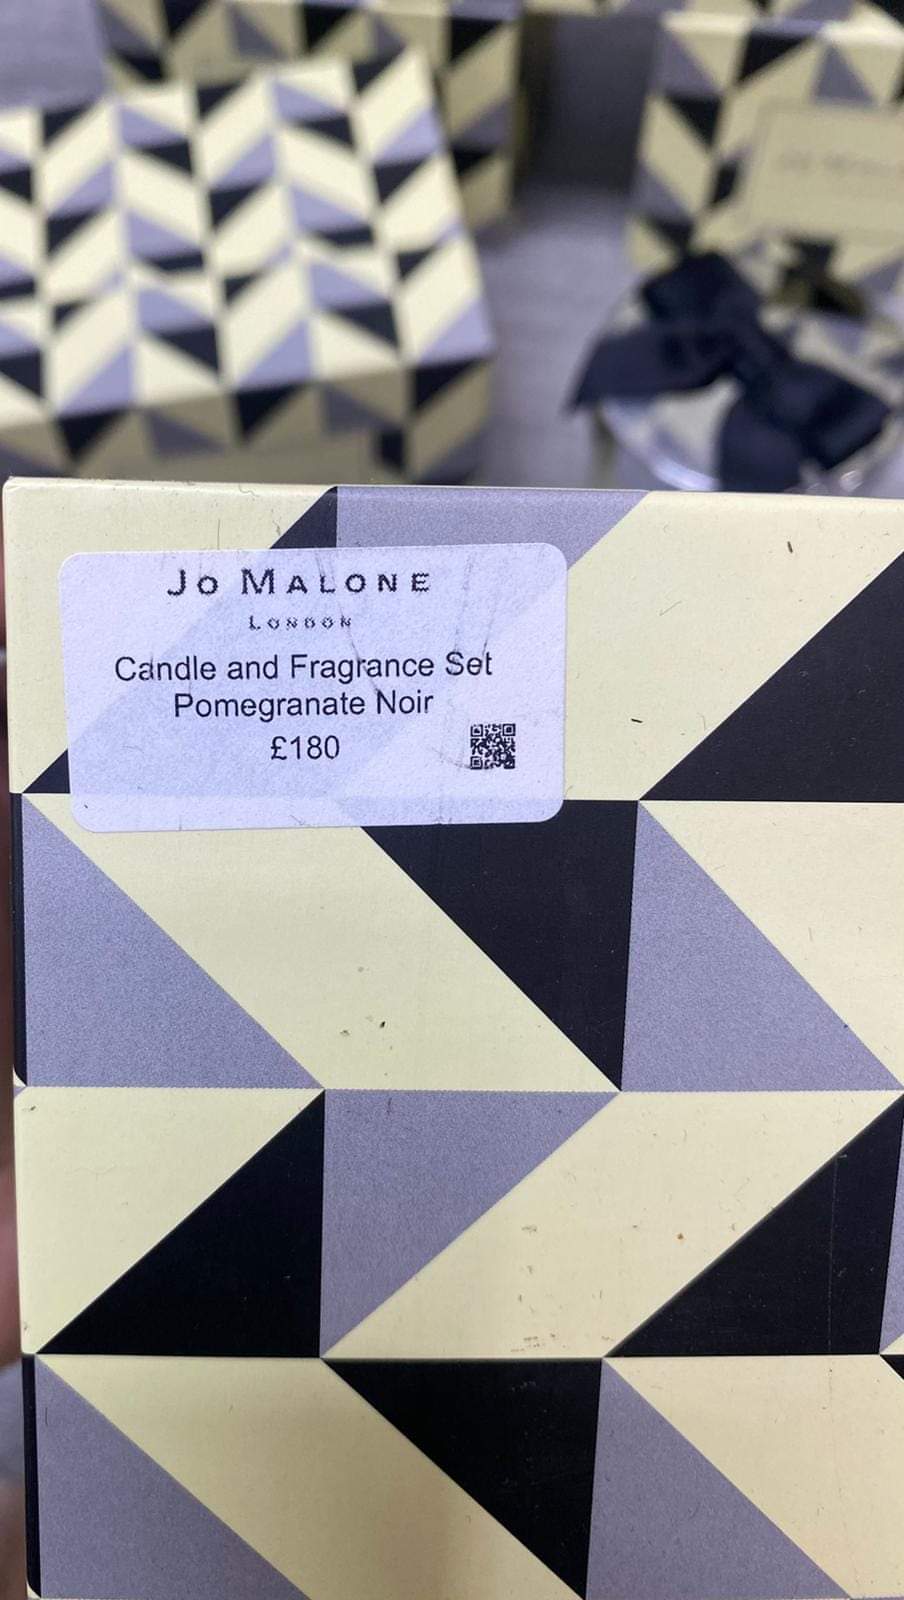 JO MALONE
LONDON
Candle and Fragrance Set
Pomegranate Noir
£180